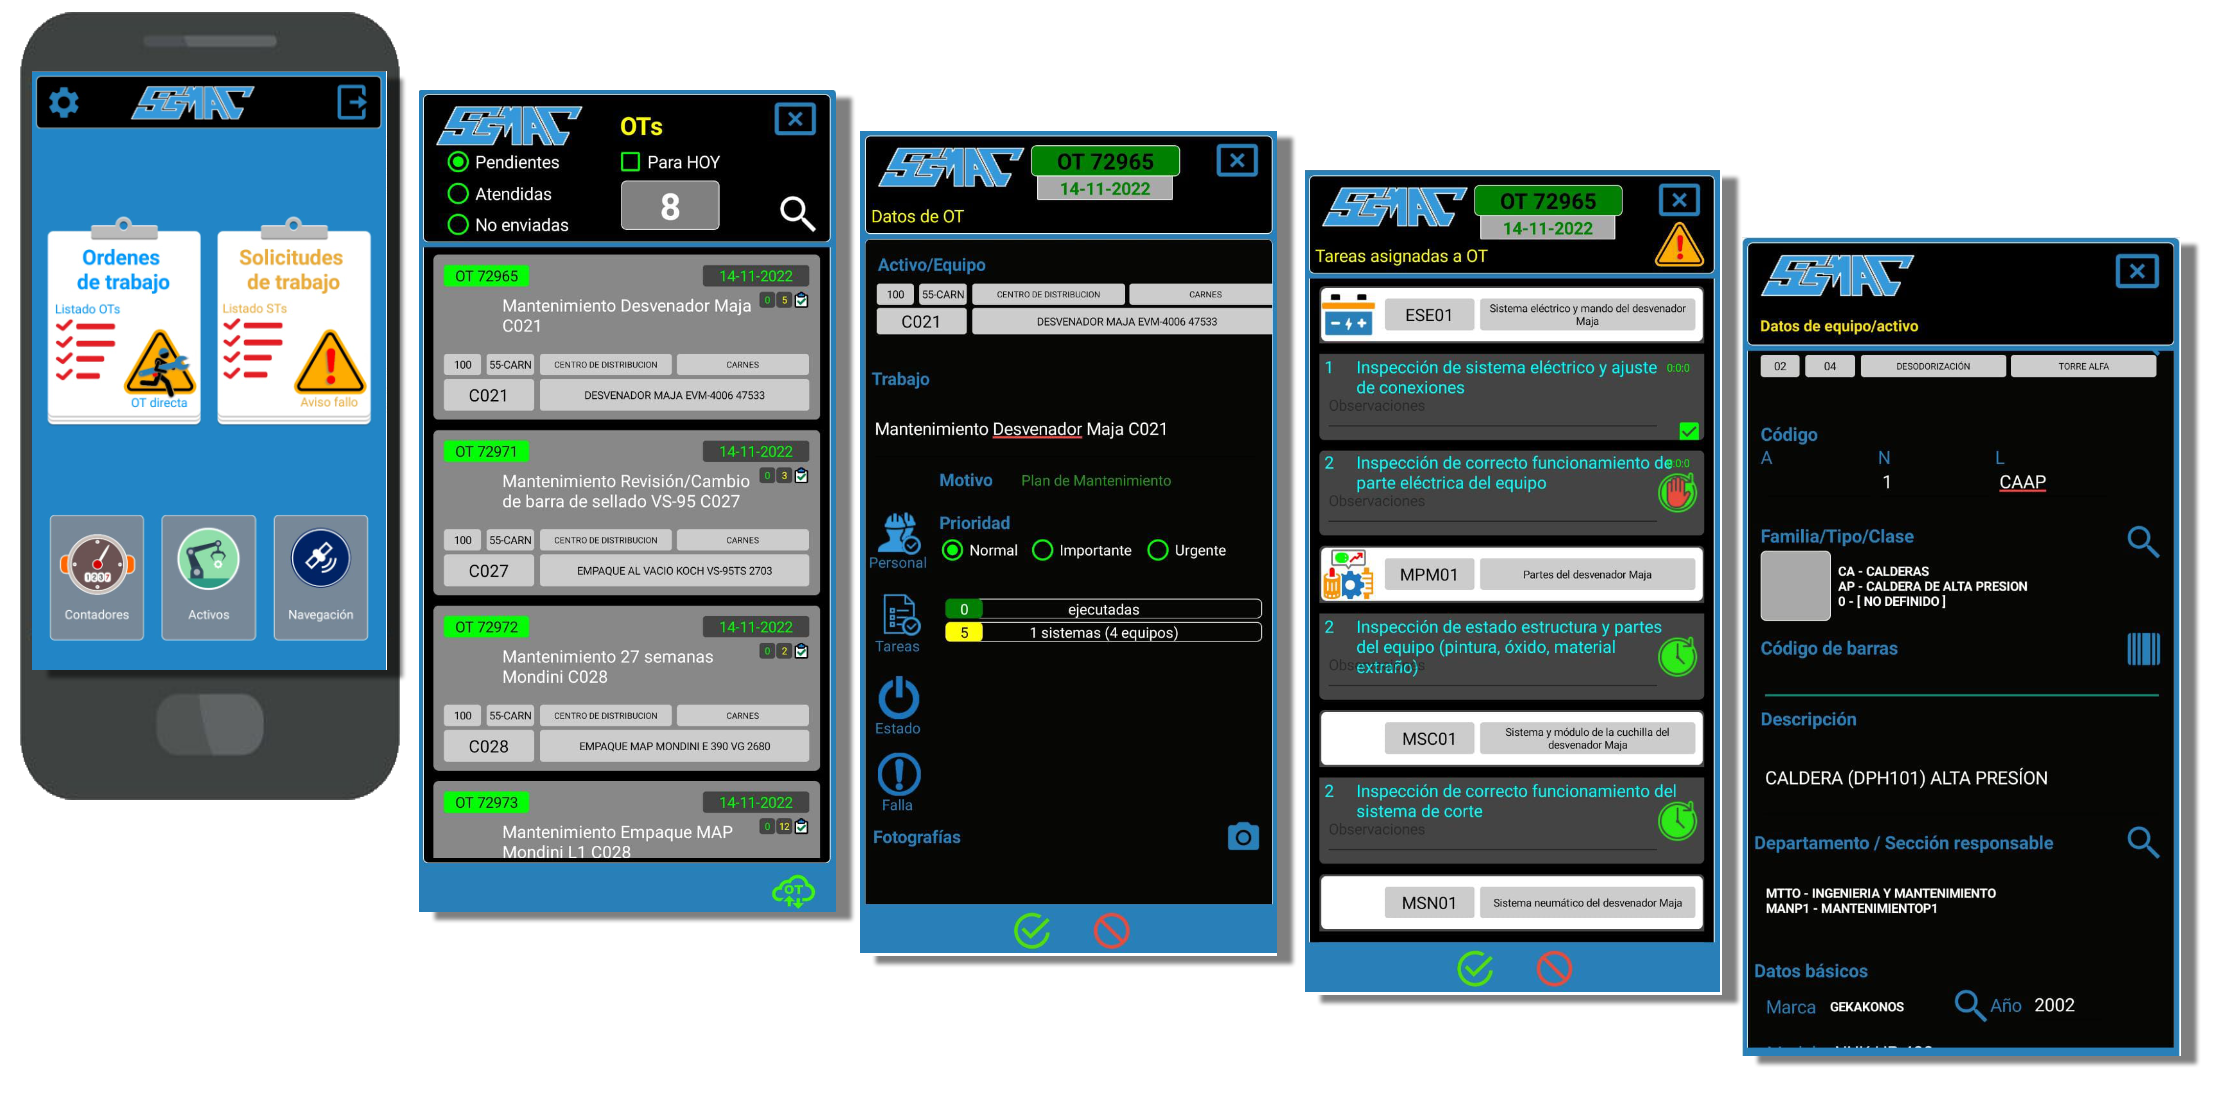 SGMAC
Ordenes
de trabajo
Listado OTs
OT directa
Solicitudes
de trabajo
Listado STs
Aviso fallo
1237
Contadores
Activos
Navegación
SGMAC
OTs
Pendientes
Para HOY
Atendidas
8
No enviadas
OT 72965
14-11-2022
Mantenimiento Desvenador Maja
C021
0 5
100 55-CARN CENTRO DE DISTRIBUCION CARNES
C021 DESVENADOR MAJA EVM-4006 47533
OT 72971
14-11-2022
Mantenimiento Revisión/Cambio
de barra de sellado VS-95 C027
0 3
100 55-CARN CENTRO DE DISTRIBUCION CARNES
C027 EMPAQUE AL VACIO KOCH VS-95TS 2703
OT 72972
14-11-2022
Mantenimiento 27 semanas
Mondini C028
0 2
100 55-CARN CENTRO DE DISTRIBUCION CARNES
C028 EMPAQUE MAP MONDINI E 390 VG 2680
OT 72973
14-11-2022
Mantenimiento Empaque MAP
Mondini L1 C028
0 12
OT
SGMAC
OT 72965
14-11-2022
Datos de OT
Activo/Equipo
100 55-CARN CENTRO DE DISTRIBUCION CARNES
C021 DESVENADOR MAJA EVM-4006 47533
Trabajo
Mantenimiento Desvenador Maja C021
Motivo Plan de Mantenimiento
Prioridad
Normal Importante Urgente
Personal
0 ejecutadas
5 1 sistemas (4 equipos)
Tareas
Estado
Falla
Fotografías
SGMAC
OT 72965
14-11-2022
Tareas asignadas a OT
ESE01 Sistema eléctrico y mando del desvenador
Maja
1 Inspección de sistema eléctrico y ajuste 0:0:0
de conexiones
Observaciones
2 Inspección de correcto funcionamiento de :0:0
parte eléctrica del equipo
Observaciones
MPM01 Partes del desvenador Maja
2 Inspección de estado estructura y partes
del equipo (pintura, óxido, material
extraño)
MSC01 Sistema y módulo de la cuchilla del
desvenador Maja
2 Inspección de correcto funcionamiento del
sistema de corte
Observaciones
MSN01 Sistema neumático del desvenador Maja
SGMAC
Datos de equipo/activo
02 04 DESODORIZACIÓN TORRE ALFA
Código
A N L
1 CAAP
Familia/Tipo/Clase
CA - CALDERAS
AP - CALDERA DE ALTA PRESION
0 - [ NO DEFINIDO ]
Código de barras
Descripción
CALDERA (DPH101) ALTA PRESÍON
Departamento / Sección responsable
MTTO - INGENIERIA Y MANTENIMIENTO
MANP1 - MANTENIMIENTOP1
Datos básicos
Marca GEKAKONOS Año 2002